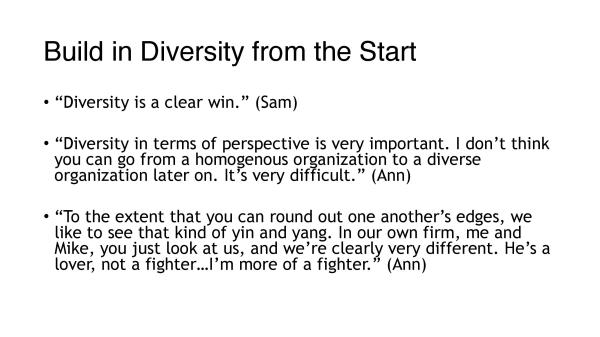 Build in Diversity from the Start
• “Diversity is a clear win.” (Sam)
• “Diversity in terms of perspective is very important. I don’t think
you can go from a homogenous organization to a diverse
organization later on. It’s very difficult.” (Ann)
• “To the extent that you can round out one another’s edges, we
like to see that kind of yin and yang. In our own firm, me and
Mike, you just look at us, and we’re clearly very different. He’s a
lover, not a fighter…I’m more of a fighter.” (Ann)